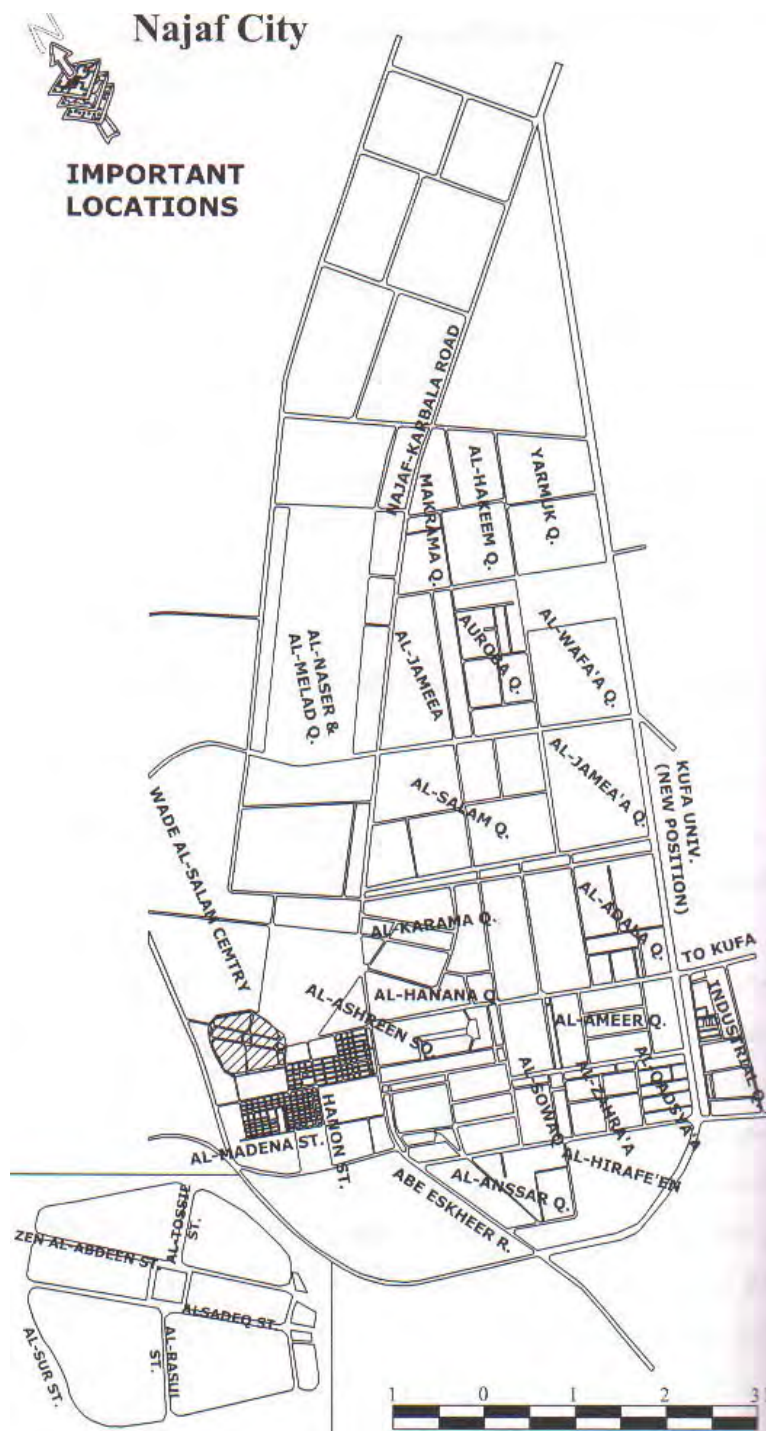 Najaf City
N
IMPORTANT
LOCATIONS
NAJAF-KARBALA ROAD
MAKRAMA Q.
AL-HAKEEM Q.
YARMUK Q.
AL-NASER &
AL-MELAD Q.
AL-JAMEEA
AUROBA Q.
AL-WAFA'A Q.
WADE AL-SALAM CEMTRY
AL-SALAM Q.
AL-JAMEA'A Q.
KUFA UNIV.
(NEW POSITION)
AL-KARAMA Q.
AL-ADALA Q.
TO KUFA
AL-HANANA Q.
AL-ASHREEN SQ.
AL-AMEER Q.
INDUSTRIAL Q.
AL-SOWAQ
AL-ZAHRA'A
AL-QADSYA'A
HANON ST.
AL-MADENA ST.
AL-HIRAFE'EN
AL-ANSSAR Q.
ABE ESKHEER R.
ZEN AL-ABDEEN ST.
AL-TOSSIE
ST.
ALSADEQ ST.
AL-SUR ST.
AL-RASUL
ST.
1 0 1 2 3